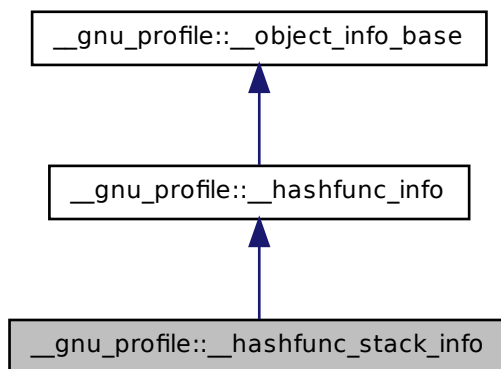 __gnu_profile::__object_info_base
__gnu_profile::__hashfunc_info
__gnu_profile::__hashfunc_stack_info